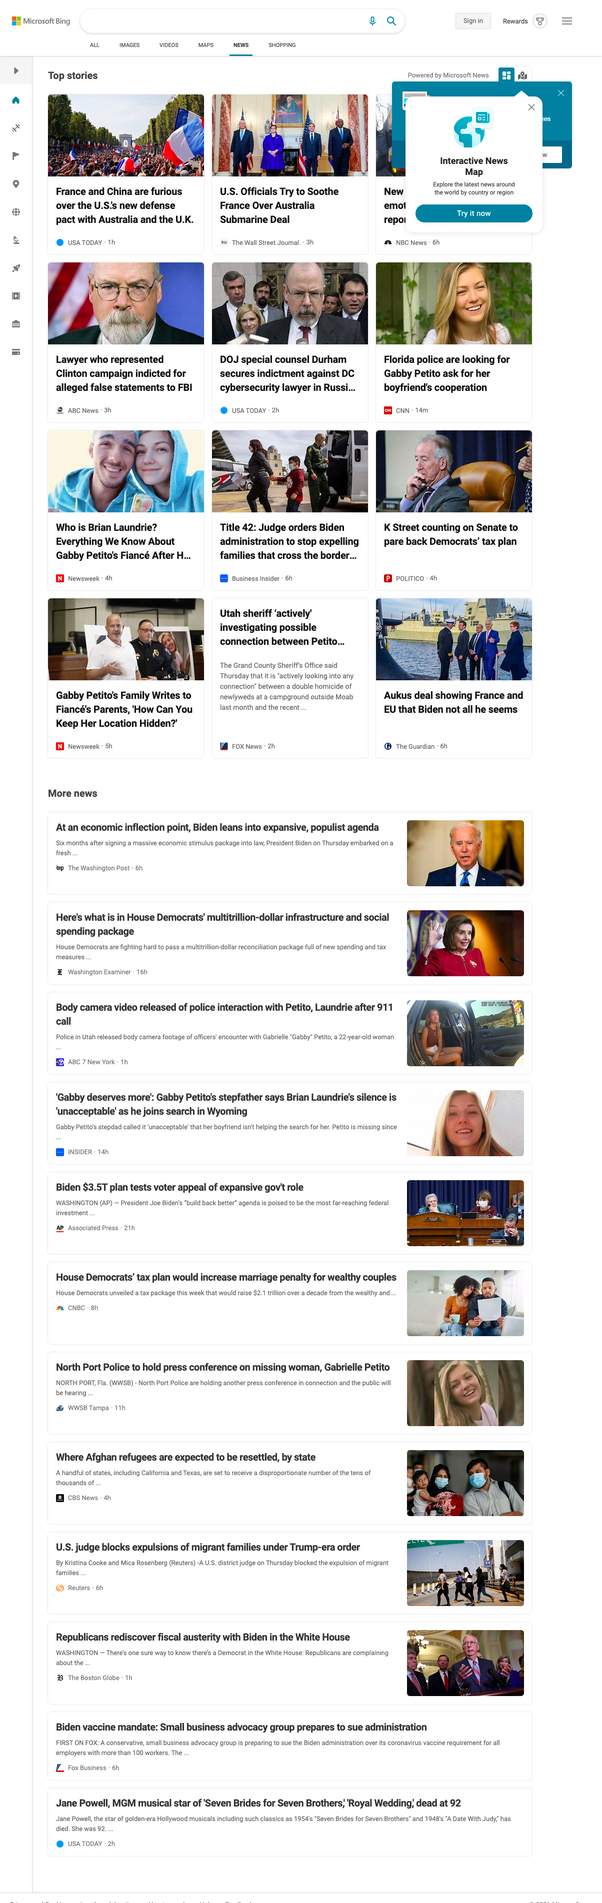 Microsoft Bing
Sign in
Rewards
ALL
IMAGES
VIDEOS
MAPS
NEWS
SHOPPING
Top stories
Powered by Microsoft News
Interactive News
Map
Explore the latest news around
the world by country or region
Try it now
France and China are furious
over the U.S.'s new defense
pact with Australia and the U.K.
USA TODAY · 1h
U.S. Officials Try to Soothe
France Over Australia
Submarine Deal
The Wall Street Journal. · 3h
New
emot
repor
NBC News · 6h
Lawyer who represented
Clinton campaign indicted for
alleged false statements to FBI
ABC News · 3h
DOJ special counsel Durham
secures indictment against DC
cybersecurity lawyer in Russi...
USA TODAY · 2h
Florida police are looking for
Gabby Petito ask for her
boyfriend's cooperation
CNN · 14m
Who is Brian Laundrie?
Everything We Know About
Gabby Petito's Fiancé After H...
Newsweek · 4h
Title 42: Judge orders Biden
administration to stop expelling
families that cross the border...
Business Insider · 6h
K Street counting on Senate to
pare back Democrats' tax plan
POLITICO · 4h
Gabby Petito's Family Writes to
Fiancé's Parents, 'How Can You
Keep Her Location Hidden?'
Newsweek · 5h
Utah sheriff 'actively'
investigating possible
connection between Petito...
The Grand County Sheriff's Office said
Thursday that it is "actively looking into any
connection" between a double homicide of
newlyweds at a campground outside Moab
last month and the recent ...
FOX News · 2h
Aukus deal showing France and
EU that Biden not all he seems
The Guardian · 6h
More news
At an economic inflection point, Biden leans into expansive, populist agenda
Six months after signing a massive economic stimulus package into law, President Biden on Thursday embarked on a
fresh ...
The Washington Post · 6h
Here's what is in House Democrats' multitrillion-dollar infrastructure and social
spending package
House Democrats are fighting hard to pass a multitrillion-dollar reconciliation package full of new spending and tax
measures ...
Washington Examiner · 16h
Body camera video released of police interaction with Petito, Laundrie after 911
call
Police in Utah released body camera footage of officers' encounter with Gabrielle "Gabby" Petito, a 22-year-old woman
...
ABC 7 New York · 1h
'Gabby deserves more': Gabby Petito's stepfather says Brian Laundrie's silence is
'unacceptable' as he joins search in Wyoming
Gabby Petito's stepdad called it 'unacceptable' that her boyfriend isn't helping the search for her. Petito is missing since
...
INSIDER · 14h
Biden $3.5T plan tests voter appeal of expansive gov't role
WASHINGTON (AP) — President Joe Biden's "build back better" agenda is poised to be the most far-reaching federal
investment ...
Associated Press · 21h
House Democrats' tax plan would increase marriage penalty for wealthy couples
House Democrats unveiled a tax package this week that would raise $2.1 trillion over a decade from the wealthy and ...
CNBC · 8h
North Port Police to hold press conference on missing woman, Gabrielle Petito
NORTH PORT, Fla. (WWSB) - North Port Police are holding another press conference in connection and the public will
be hearing ...
WWSB Tampa · 11h
Where Afghan refugees are expected to be resettled, by state
A handful of states, including California and Texas, are set to receive a disproportionate number of the tens of
thousands of ...
CBS News · 4h
U.S. judge blocks expulsions of migrant families under Trump-era order
By Kristina Cooke and Mica Rosenberg (Reuters) -A U.S. district judge on Thursday blocked the expulsion of migrant
families ...
Reuters · 6h
Republicans rediscover fiscal austerity with Biden in the White House
WASHINGTON — There's one sure way to know there's a Democrat in the White House: Republicans are complaining
about the ...
The Boston Globe · 1h
Biden vaccine mandate: Small business advocacy group prepares to sue administration
FIRST ON FOX: A conservative, small business advocacy group is preparing to sue the Biden administration over its coronavirus vaccine requirement for all
employers with more than 100 workers. The ...
Fox Business · 6h
Jane Powell, MGM musical star of 'Seven Brides for Seven Brothers,' 'Royal Wedding,' dead at 92
Jane Powell, the star of golden-era Hollywood musicals including such classics as 1954's "Seven Brides for Seven Brothers" and 1948's "A Date With Judy," has
died. She was 92. ...
USA TODAY · 2h